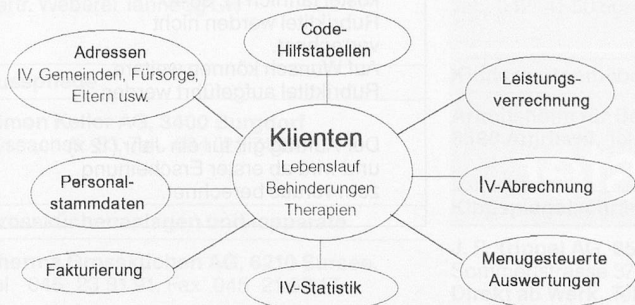 Code-
Hilfstabellen
Adressen
IV, Gemeinden, Fürsorge,
Eltern usw.
Leistungs-
verrechnung
Klienten
Lebenslauf
Behinderungen
Therapien
Personal-
stammdaten
IV-Abrechnung
Fakturierung
IV-Statistik
Menugesteuerte
Auswertungen